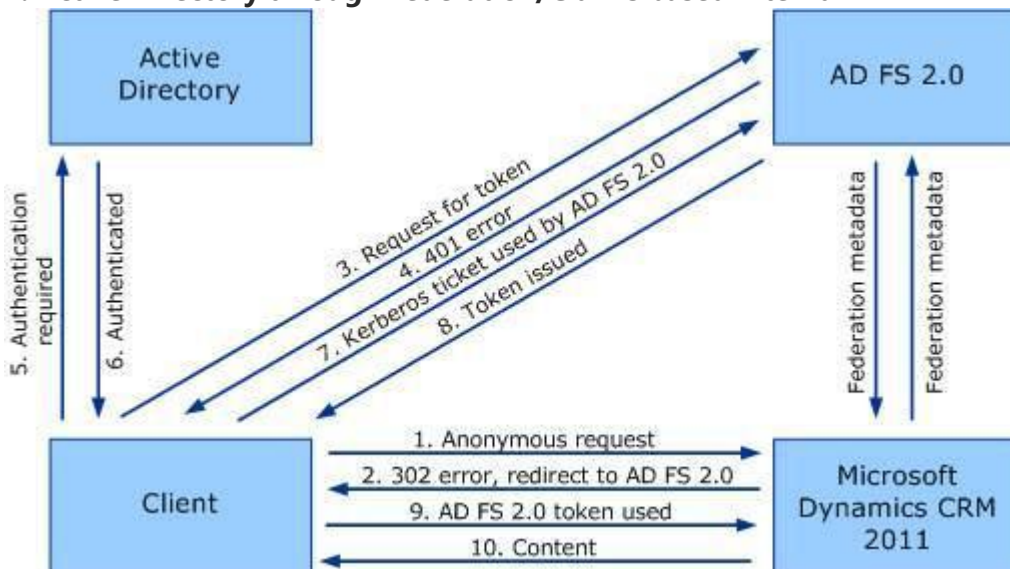 Active
Directory
AD FS 2.0
3. Request for token
4. 401 error
7. Kerberos ticket used by AD FS 2.0
8. Token issued
5. Authentication
required
6. Authenticated
Federation metadata
Federation metadata
1. Anonymous request
2. 302 error, redirect to AD FS 2.0
9. AD FS 2.0 token used
10. Content
Client
Microsoft
Dynamics CRM
2011